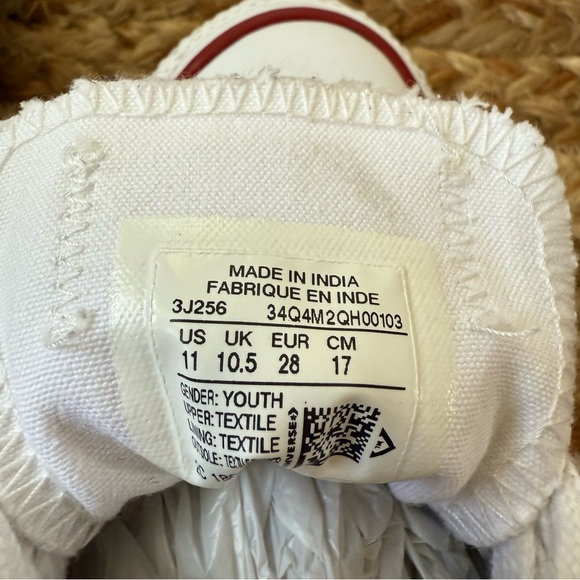 MADE IN INDIA
FABRIQUE EN INDE
3J256 34Q4M2QH00103
US UK EUR CM
11 10.5 28 17
GENDER: YOUTH
UPPER: TEXTILE
LINING: TEXTILE